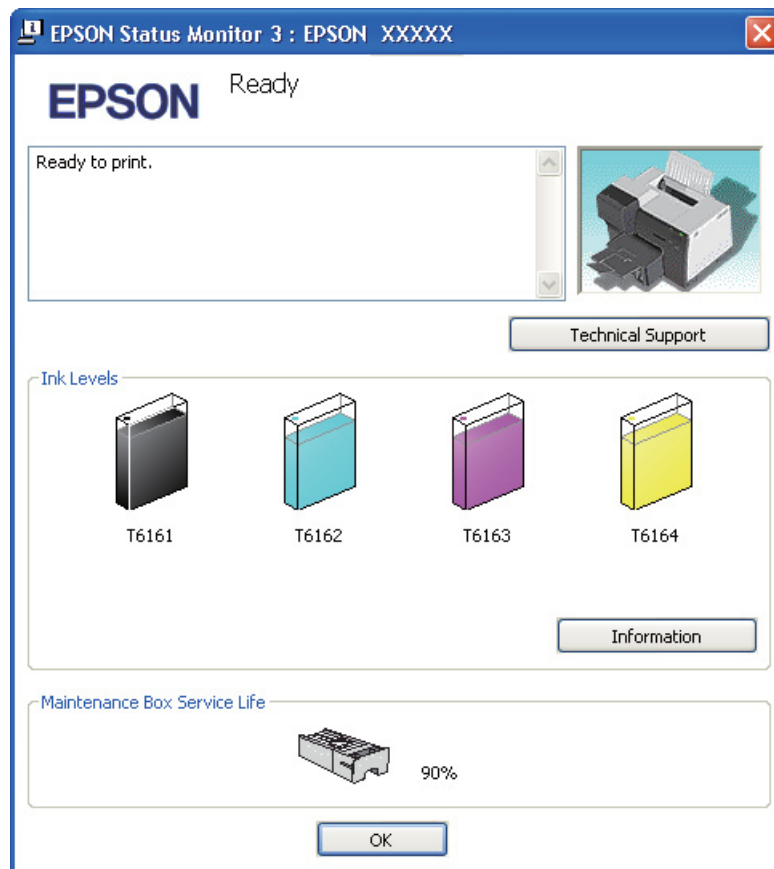 EPSON Status Monitor 3 : EPSON XXXXX
EPSON
Ready
Ready to print.
Technical Support
Ink Levels
T6161
T6162
T6163
T6164
Information
Maintenance Box Service Life
90%
OK